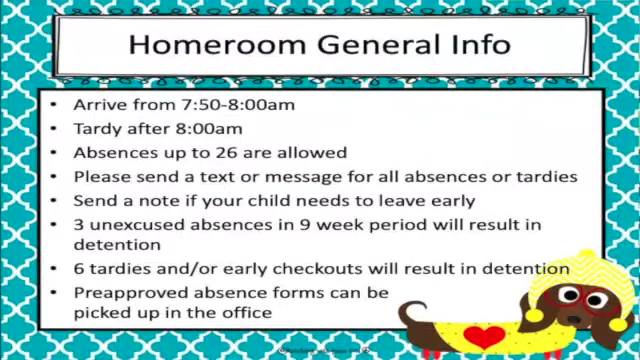 Homeroom General Info
• Arrive from 7:50-8:00am
• Tardy after 8:00am
• Absences up to 26 are allowed
• Please send a text or message for all absences or tardies
• Send a note if your child needs to leave early
• 3 unexcused absences in 9 week period will result in
detention
• 6 tardies and/or early checkouts will result in detention
• Preapproved absence forms can be
picked up in the office